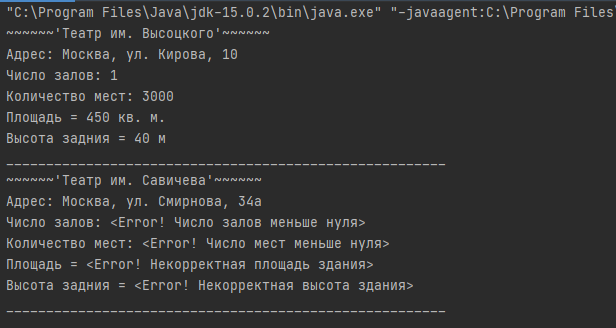 "C:\Program Files\Java\jdk-15.0.2\bin\java.exe" "-javaagent:C:\Program Files
~~~~~~'Театр им. Высоцкого'~~~~~~
Адрес: Москва, ул. Кирова, 10
Число залов: 1
Количество мест: 3000
Площадь = 450 кв. м.
Высота задния = 40 м
_______________________________________________________
~~~~~~'Театр им. Савичева'~~~~~~
Адрес: Москва, ул. Смирнова, 34а
Число залов: <Error! Число залов меньше нуля>
Количество мест: <Error! Число мест меньше нуля>
Площадь = <Error! Некорректная площадь здания>
Высота задния = <Error! Некорректная высота здания>
_______________________________________________________